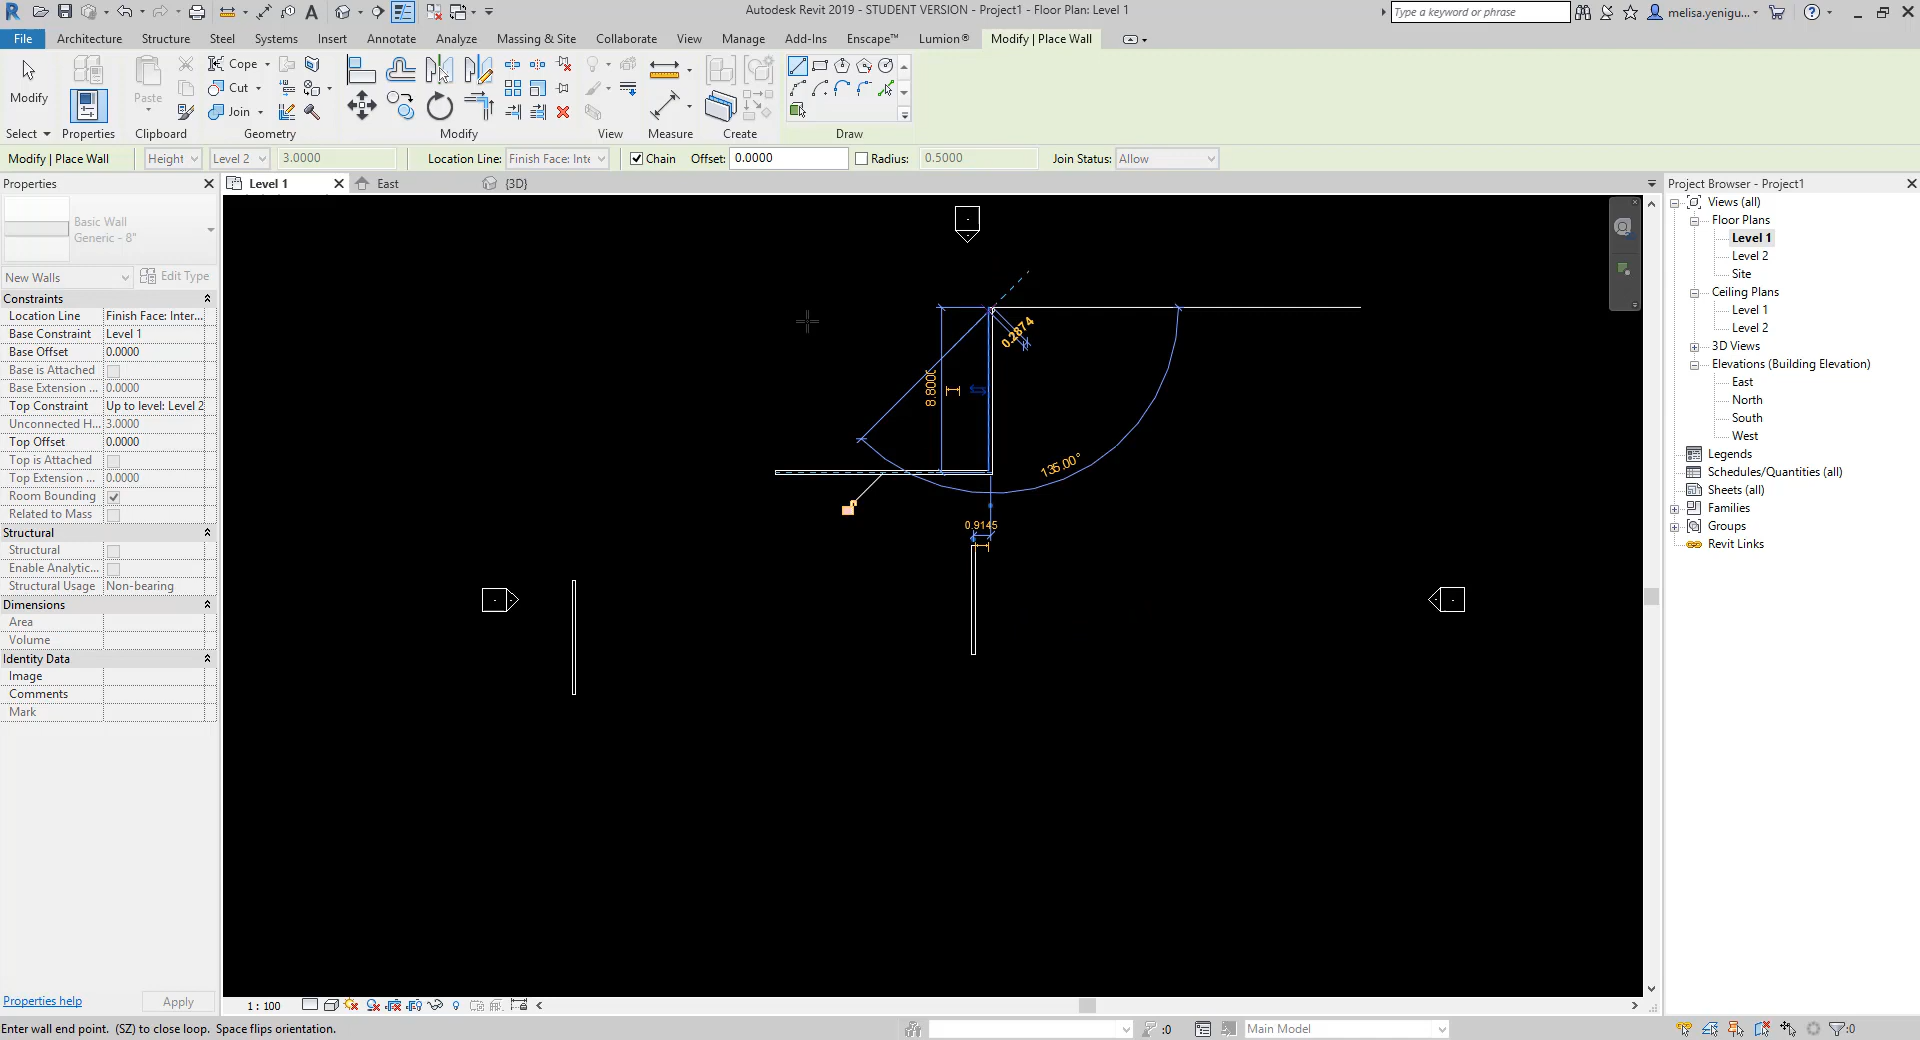 Autodesk Revit 2019 - STUDENT VERSION - Project1 - Floor Plan: Level 1
Type a keyword or phrase
melisa.yenigu...
File Architecture Structure Steel Systems Insert Annotate Analyze Massing & Site Collaborate View Manage Add-Ins Enscape™ Lumion® Modify | Place Wall
Modify
Paste
Cope
Cut
Join
Select Properties Clipboard Geometry Modify View Measure Create Draw
Modify | Place Wall Height Level 2 3.0000 Location Line: Finish Face: Inte Chain Offset: 0.0000 Radius: 0.5000 Join Status: Allow
Properties
Level 1
East
{3D}
Project Browser - Project1
Basic Wall
Generic - 8"
New Walls
Edit Type
Constraints
Location Line Finish Face: Inter...
Base Constraint Level 1
Base Offset 0.0000
Base is Attached
Base Extension ... 0.0000
Top Constraint Up to level: Level 2
Unconnected H... 3.0000
Top Offset 0.0000
Top is Attached
Top Extension ... 0.0000
Room Bounding
Related to Mass
Structural
Structural
Enable Analytic...
Structural Usage Non-bearing
Dimensions
Area
Volume
Identity Data
Image
Comments
Mark
Properties help
Apply
0.2874
8.8000
135.00°
0.9145
Views (all)
Floor Plans
Level 1
Level 2
Site
Ceiling Plans
Level 1
Level 2
3D Views
Elevations (Building Elevation)
East
North
South
West
Legends
Schedules/Quantities (all)
Sheets (all)
Families
Groups
Revit Links
1 : 100
Enter wall end point. (SZ) to close loop. Space flips orientation.
:0
Main Model
:0